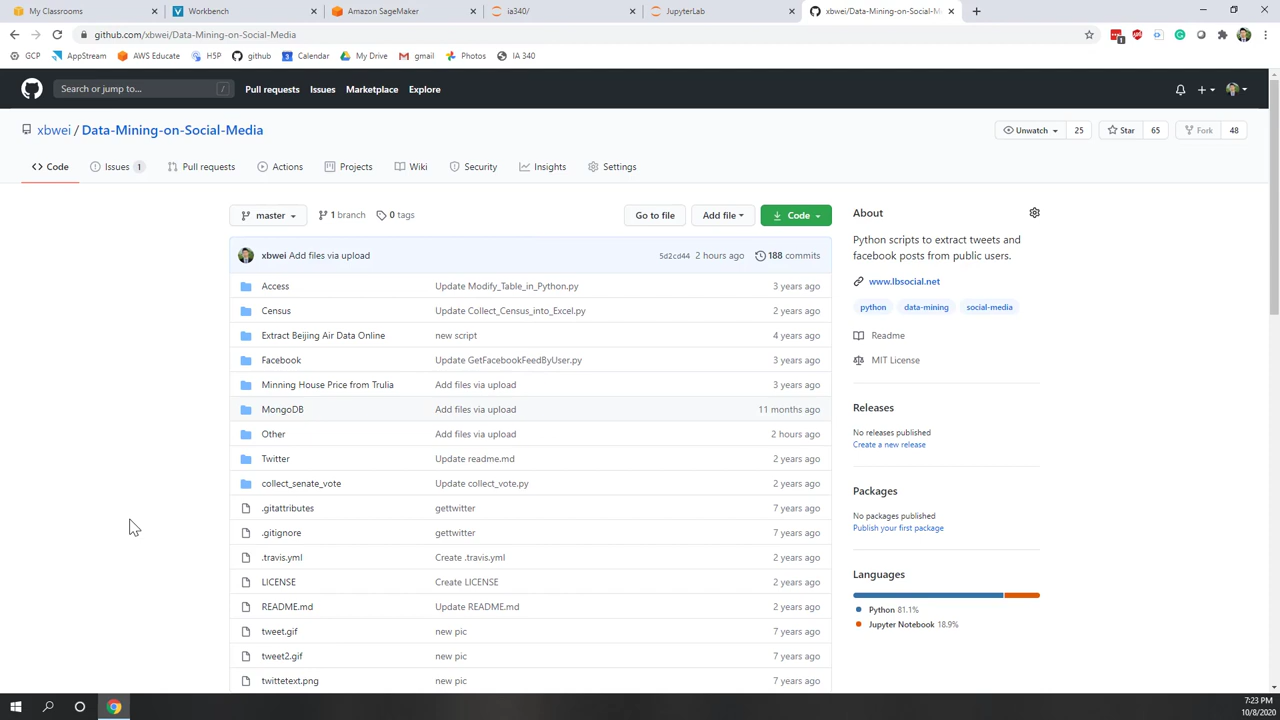 My Classrooms
Workbench
Amazon SageMaker
ia340/
JupyterLab
xbwei/Data-Mining-on-Social-M
github.com/xbwei/Data-Mining-on-Social-Media
1
GCP
AppStream
AWS Educate
H5P
github
Calendar
My Drive
gmail
Photos
IA 340
Search or jump to...
/
Pull requests
Issues
Marketplace
Explore
xbwei / Data-Mining-on-Social-Media
Unwatch 25
Star 65
Fork 48
Code
Issues 1
Pull requests
Actions
Projects
Wiki
Security
Insights
Settings
master
1 branch
0 tags
Go to file
Add file
Code
xbwei Add files via upload 5d2cd44 2 hours ago 188 commits
Access Update Modify_Table_in_Python.py 3 years ago
Census Update Collect_Census_into_Excel.py 2 years ago
Extract Beijing Air Data Online new script 4 years ago
Facebook Update GetFacebookFeedByUser.py 3 years ago
Minning House Price from Trulia Add files via upload 3 years ago
MongoDB Add files via upload 11 months ago
Other Add files via upload 2 hours ago
Twitter Update readme.md 2 years ago
collect_senate_vote Update collect_vote.py 2 years ago
.gitattributes gettwitter 7 years ago
.gitignore gettwitter 7 years ago
.travis.yml Create .travis.yml 2 years ago
LICENSE Create LICENSE 2 years ago
README.md Update README.md 2 years ago
tweet.gif new pic 7 years ago
tweet2.gif new pic 7 years ago
twittetext.png new pic 7 years ago
About
Python scripts to extract tweets and
facebook posts from public users.
www.lbsocial.net
python data-mining social-media
Readme
MIT License
Releases
No releases published
Create a new release
Packages
No packages published
Publish your first package
Languages
Python 81.1%
Jupyter Notebook 18.9%
7:23 PM
10/8/2020